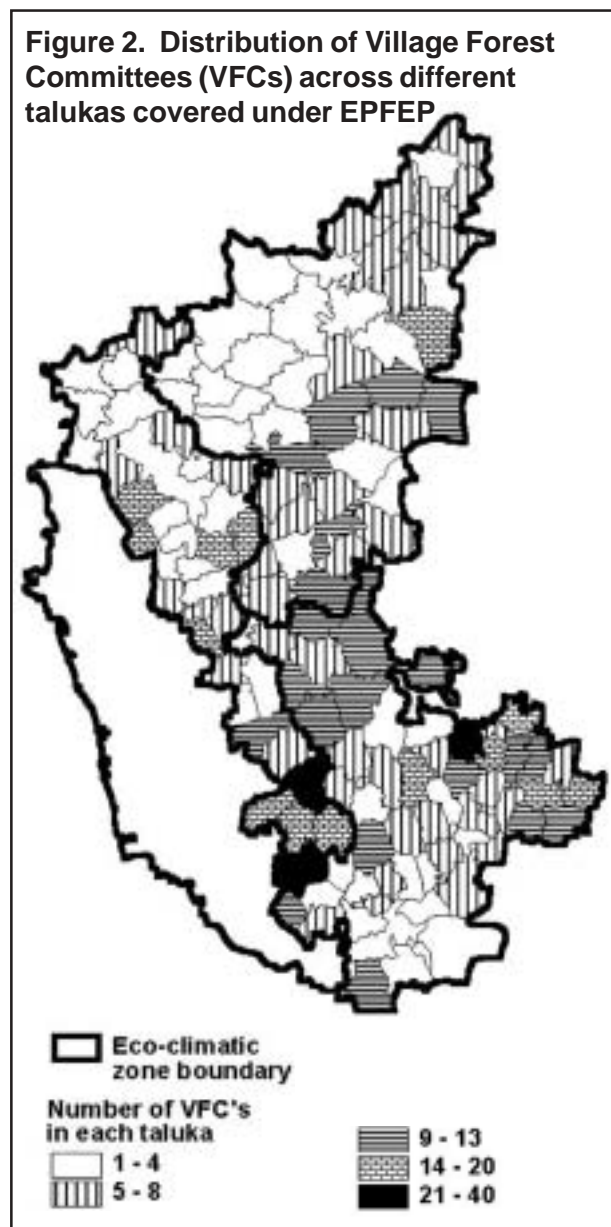 Figure 2. Distribution of Village Forest
Committees (VFCs) across different
talukas covered under EPFEP
Eco-climatic
zone boundary
Number of VFC's
in each taluka
1 - 4
5 - 8
9 - 13
14 - 20
21 - 40